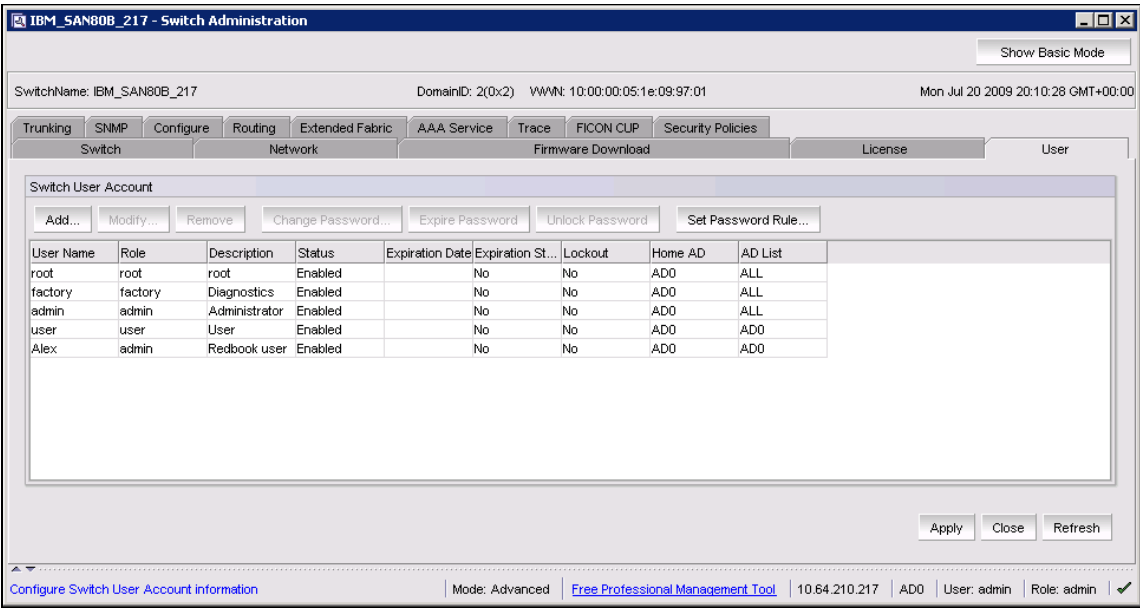 IBM_SAN80B_217 - Switch Administration
Show Basic Mode
SwitchName: IBM_SAN80B_217 DomainID: 2(0x2) WWN: 10:00:00:05:1e:09:97:01 Mon Jul 20 2009 20:10:28 GMT+00:00
Trunking SNMP Configure Routing Extended Fabric AAA Service Trace FICON CUP Security Policies
Switch Network Firmware Download License User
Switch User Account
Add... Modify... Remove Change Password... Expire Password Unlock Password Set Password Rule...
User Name Role Description Status Expiration Date Expiration St... Lockout Home AD AD List
root root root Enabled No No AD0 ALL
factory factory Diagnostics Enabled No No AD0 ALL
admin admin Administrator Enabled No No AD0 ALL
user user User Enabled No No AD0 AD0
Alex admin Redbook user Enabled No No AD0 AD0
Apply Close Refresh
Configure Switch User Account information Mode: Advanced Free Professional Management Tool 10.64.210.217 AD0 User: admin Role: admin